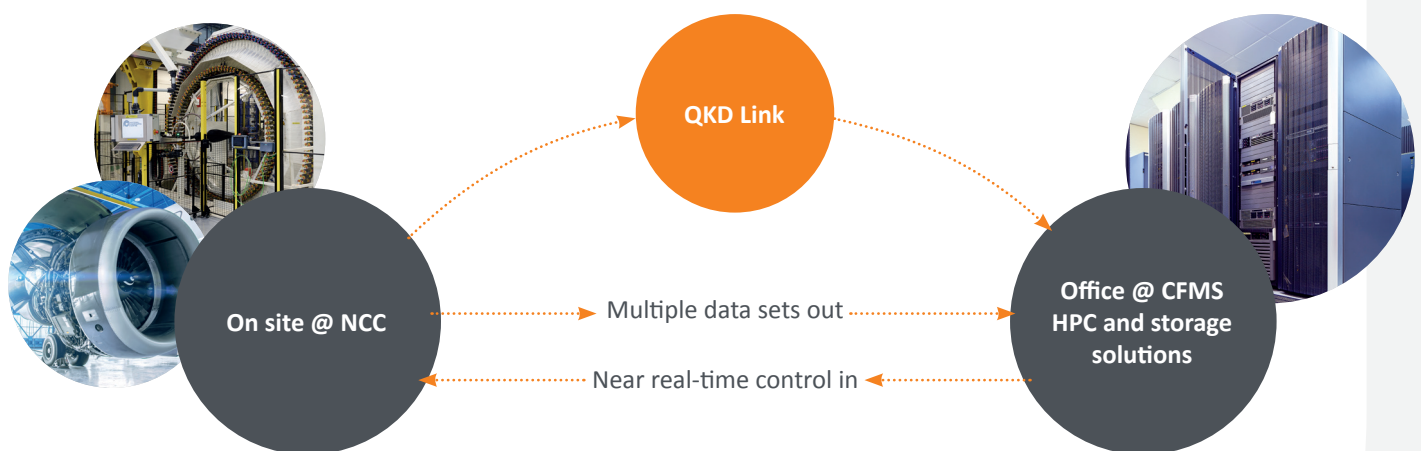 QKD Link
On site @ NCC
Multiple data sets out
Near real-time control in
Office @ CFMS
HPC and storage
solutions